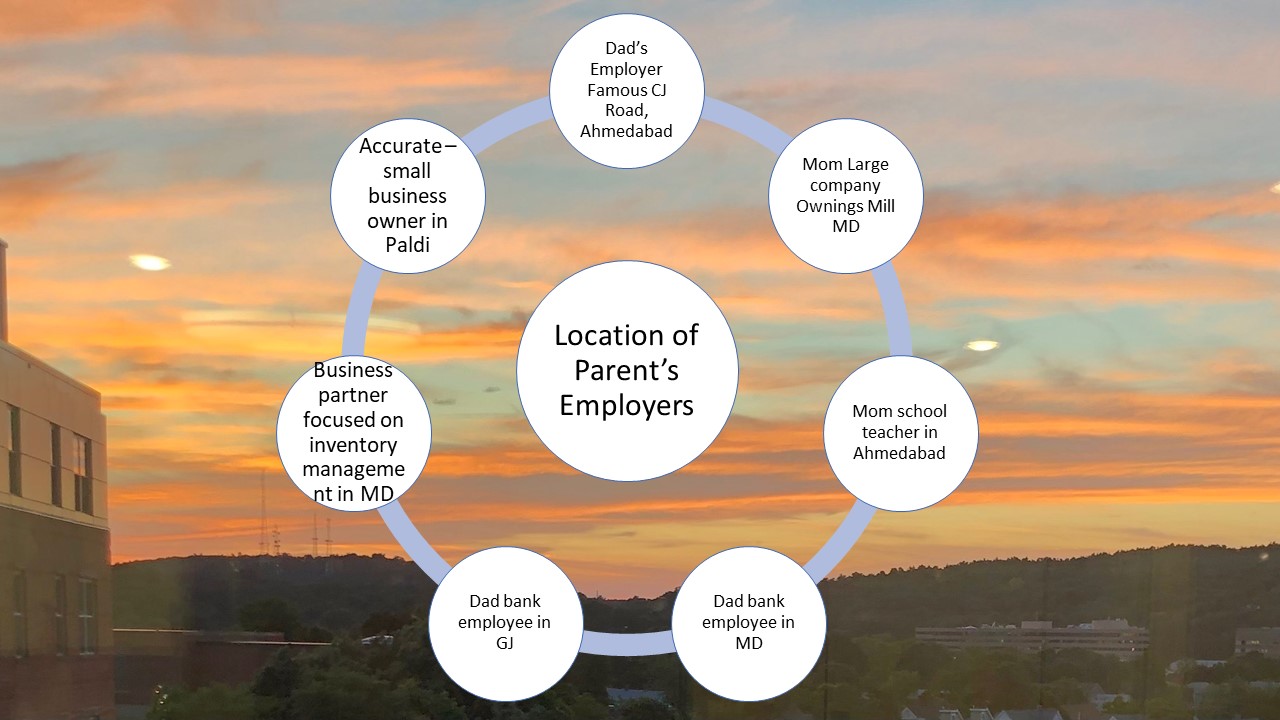 Dad’s
Employer
Famous CJ
Road,
Ahmedabad
Mom Large
company
Ownings Mill
MD
Mom school
teacher in
Ahmedabad
Dad bank
employee in
MD
Dad bank
employee in
GJ
Business
partner
focused on
inventory
manageme
nt in MD
Accurate–
small
business
owner in
Paldi
Location of
Parent’s
Employers